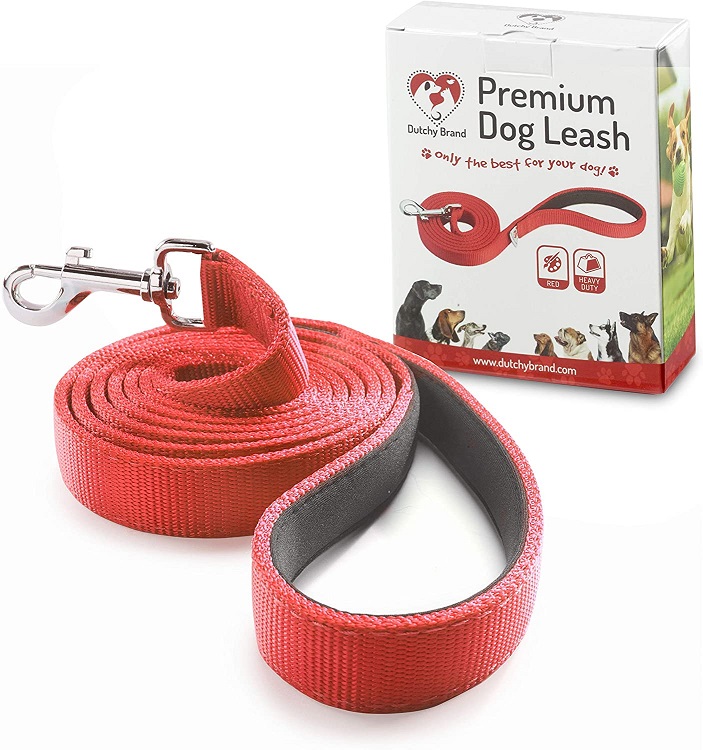 Dutchy Brand
Premium
Dog Leash
Dutchy Brand
Only the best for your dog!
RED
HEAVY
DUTY
www.dutchybrand.com